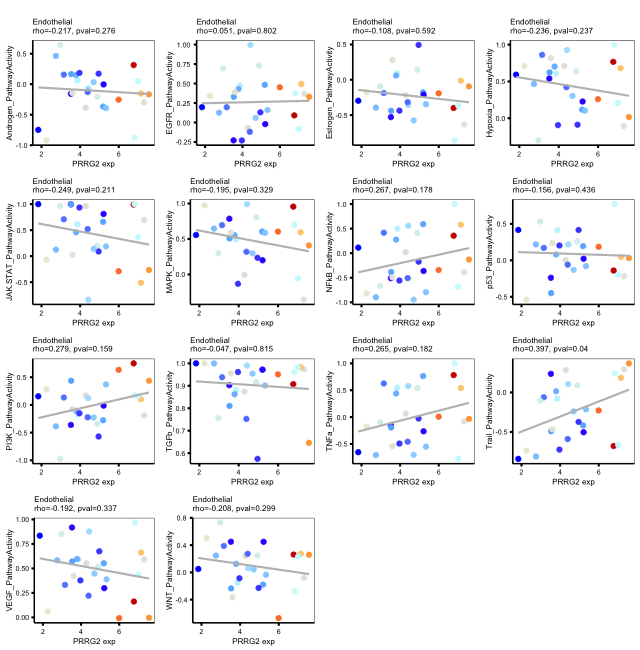 Endothelial
rho=-0.217, pval=0.276
Androgen_PathwayActivity
0.5
0.0
-0.5
-1.0
2
4
6
PRRG2 exp
Endothelial
rho=0.051, pval=0.802
EGFR_PathwayActivity
1.00
0.75
0.50
0.25
0.00
-0.25
2
4
6
PRRG2 exp
Endothelial
rho=-0.108, pval=0.592
Estrogen_PathwayActivity
0.5
0.0
-0.5
2
4
6
PRRG2 exp
Endothelial
rho=-0.236, pval=0.237
Hypoxia_PathwayActivity
1.0
0.5
0.0
2
4
6
PRRG2 exp
Endothelial
rho=-0.249, pval=0.211
JAK.STAT_PathwayActivity
1.0
0.5
0.0
-0.5
2
4
6
PRRG2 exp
Endothelial
rho=-0.195, pval=0.329
MAPK_PathwayActivity
1.0
0.5
0.0
2
4
6
PRRG2 exp
Endothelial
rho=0.267, pval=0.178
NFkB_PathwayActivity
1.0
0.5
0.0
-0.5
-1.0
2
4
6
PRRG2 exp
Endothelial
rho=-0.156, pval=0.436
p53_PathwayActivity
0.5
0.0
-0.5
2
4
6
PRRG2 exp
Endothelial
rho=0.279, pval=0.159
PI3K_PathwayActivity
0.5
0.0
-0.5
-1.0
2
4
6
PRRG2 exp
Endothelial
rho=-0.047, pval=0.815
TGFb_PathwayActivity
1.0
0.9
0.8
0.7
0.6
2
4
6
PRRG2 exp
Endothelial
rho=0.265, pval=0.182
TNFa_PathwayActivity
1.0
0.5
0.0
-0.5
2
4
6
PRRG2 exp
Endothelial
rho=0.397, pval=0.04
Trail_PathwayActivity
0.0
-0.5
2
4
6
PRRG2 exp
Endothelial
rho=-0.192, pval=0.337
VEGF_PathwayActivity
1.00
0.75
0.50
0.25
0.00
2
4
6
PRRG2 exp
Endothelial
rho=-0.208, pval=0.299
WNT_PathwayActivity
0.8
0.4
0.0
-0.4
2
4
6
PRRG2 exp